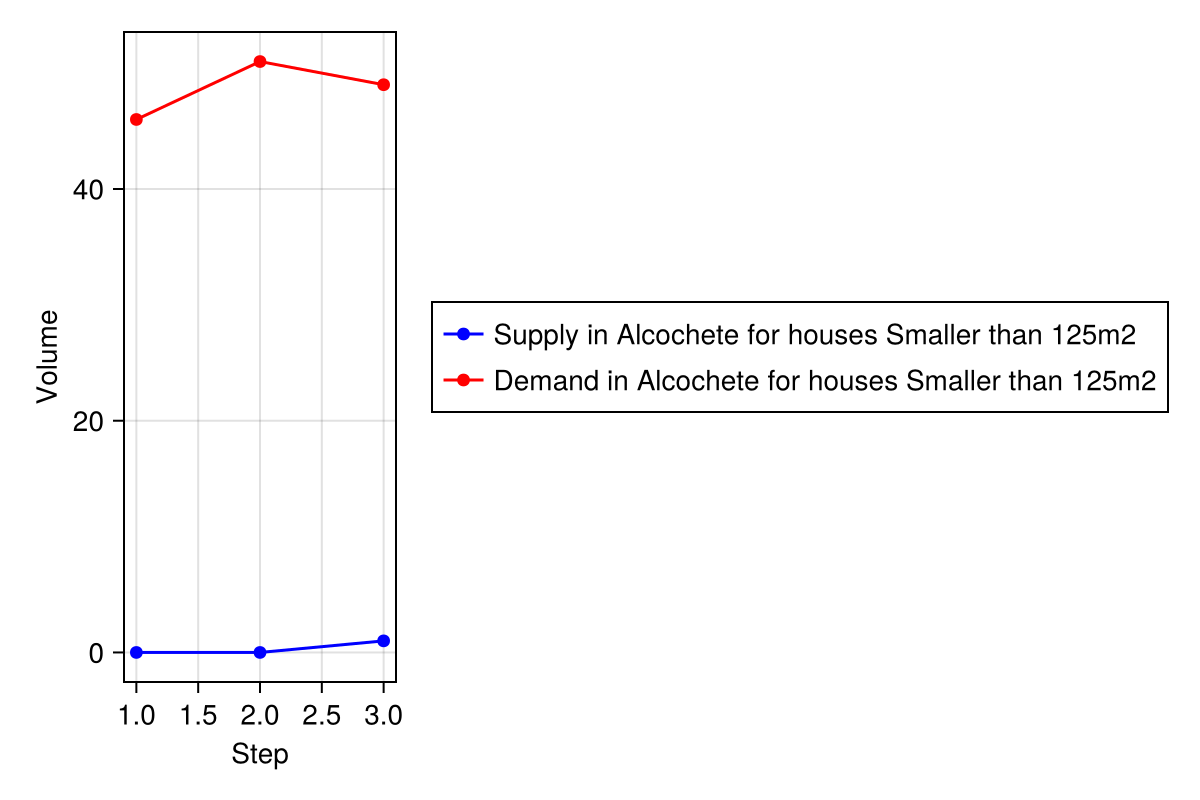 Volume
40
20
0
1.0 1.5 2.0 2.5 3.0
Step
Supply in Alcochete for houses Smaller than 125m2
Demand in Alcochete for houses Smaller than 125m2